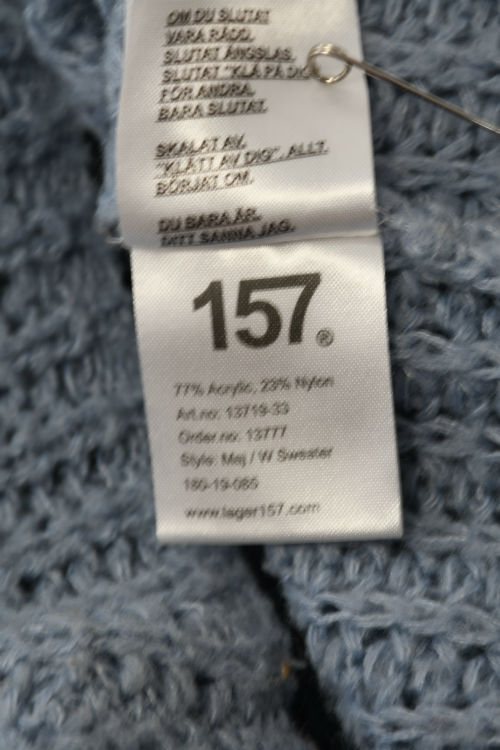 OM DU SLUTAT
VARA RÄDD.
SLUTAT ÄNGSLAS.
SLUTAT "KLÄ PÅ DIG"
FÖR ANDRA.
BARA SLUTAT.
SKALAT AV.
"KLÄTT AV DIG". ALLT.
BÖRJAT OM.
DU BARA ÄR.
DITT SANNA JAG.
157®
77% Acrylic, 23% Nylon
Art.no: 13719-33
Order.no: 13777
Style: Maj / W Sweater
180-19-085
www.lager157.com